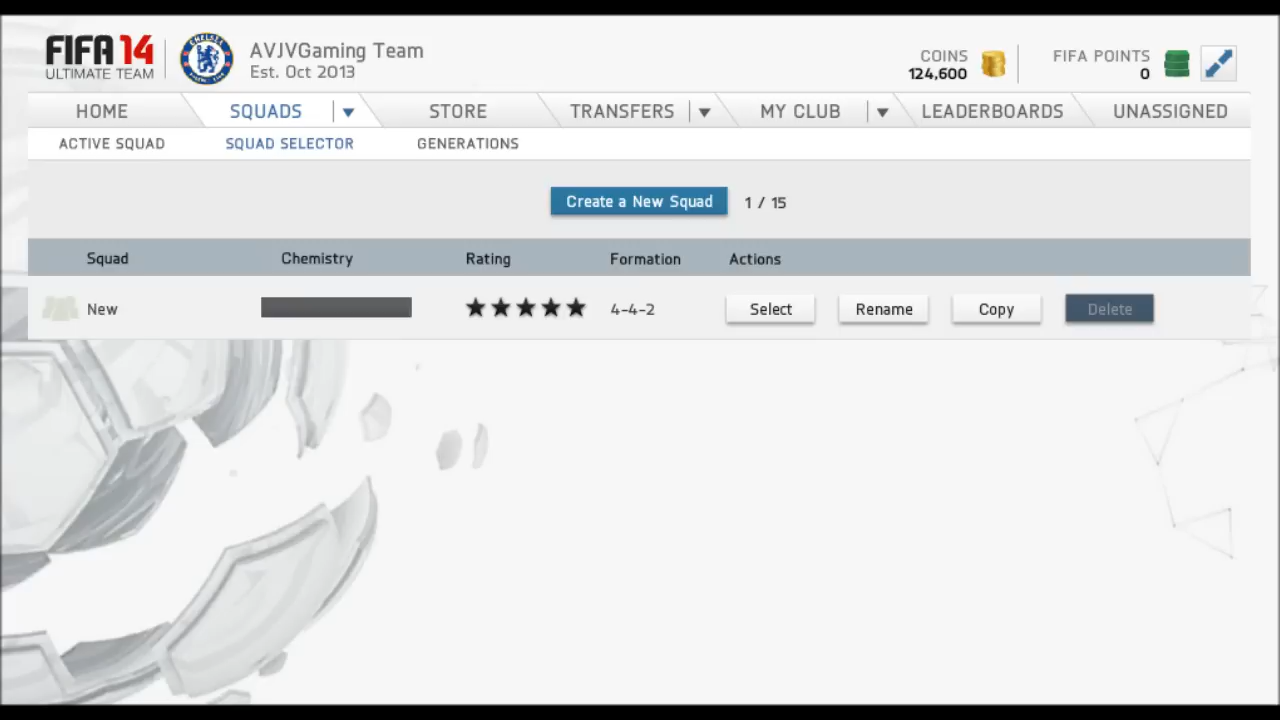 FIFA 14
ULTIMATE TEAM
CHELSEA
AVJVGaming Team
Est. Oct 2013
COINS
124,600
FIFA POINTS
0
HOME SQUADS STORE TRANSFERS MY CLUB LEADERBOARDS UNASSIGNED
ACTIVE SQUAD SQUAD SELECTOR GENERATIONS
Create a New Squad 1 / 15
Squad Chemistry Rating Formation Actions
New 4-4-2 Select Rename Copy Delete